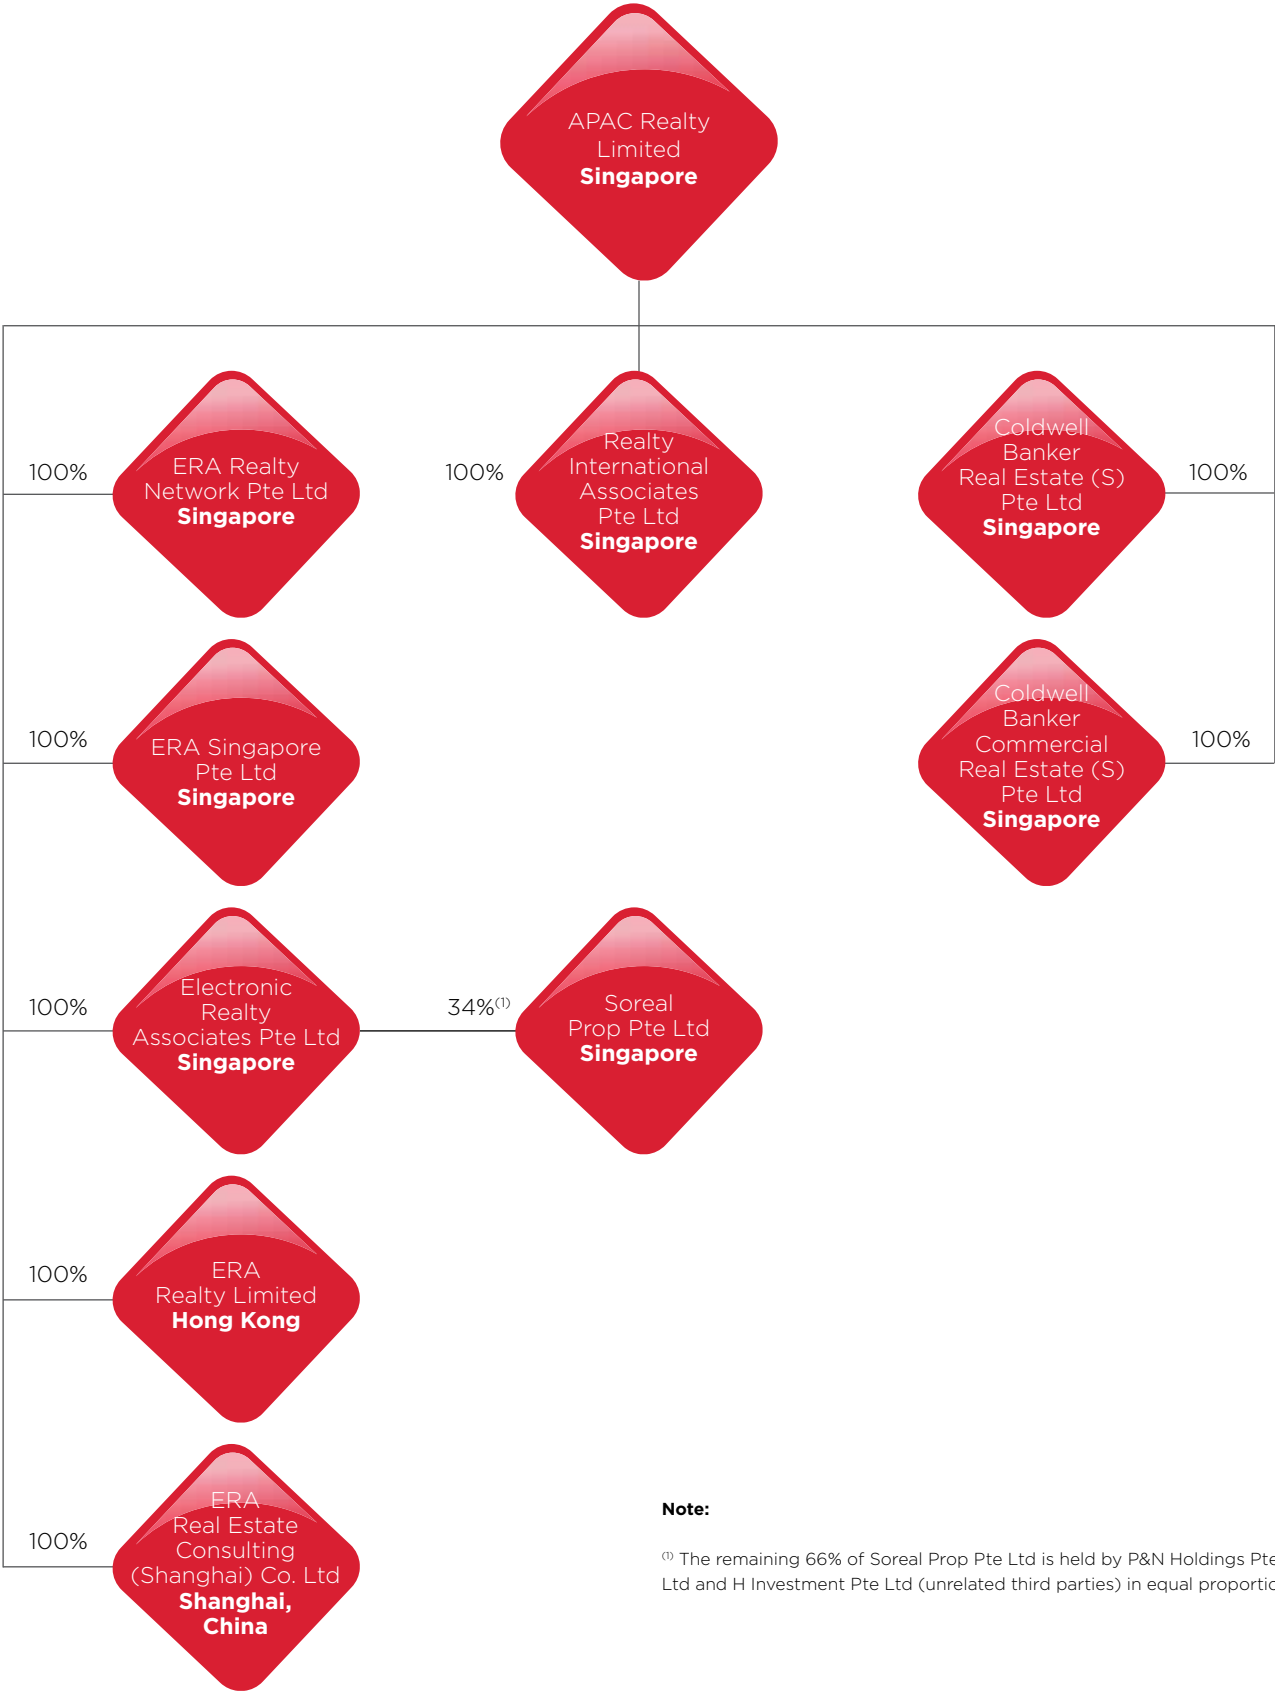 APAC Realty
Limited
Singapore
100%
ERA Realty
Network Pte Ltd
Singapore
100%
Realty
International
Associates
Pte Ltd
Singapore
Coldwell
Banker
Real Estate (S)
Pte Ltd
Singapore
100%
100%
ERA Singapore
Pte Ltd
Singapore
Coldwell
Banker
Commercial
Real Estate (S)
Pte Ltd
Singapore
100%
100%
Electronic
Realty
Associates Pte Ltd
Singapore
34%(1)
Soreal
Prop Pte Ltd
Singapore
100%
ERA
Realty Limited
Hong Kong
100%
ERA
Real Estate
Consulting
(Shanghai) Co. Ltd
Shanghai,
China
Note:
(1) The remaining 66% of Soreal Prop Pte Ltd is held by P&N Holdings Pte
Ltd and H Investment Pte Ltd (unrelated third parties) in equal